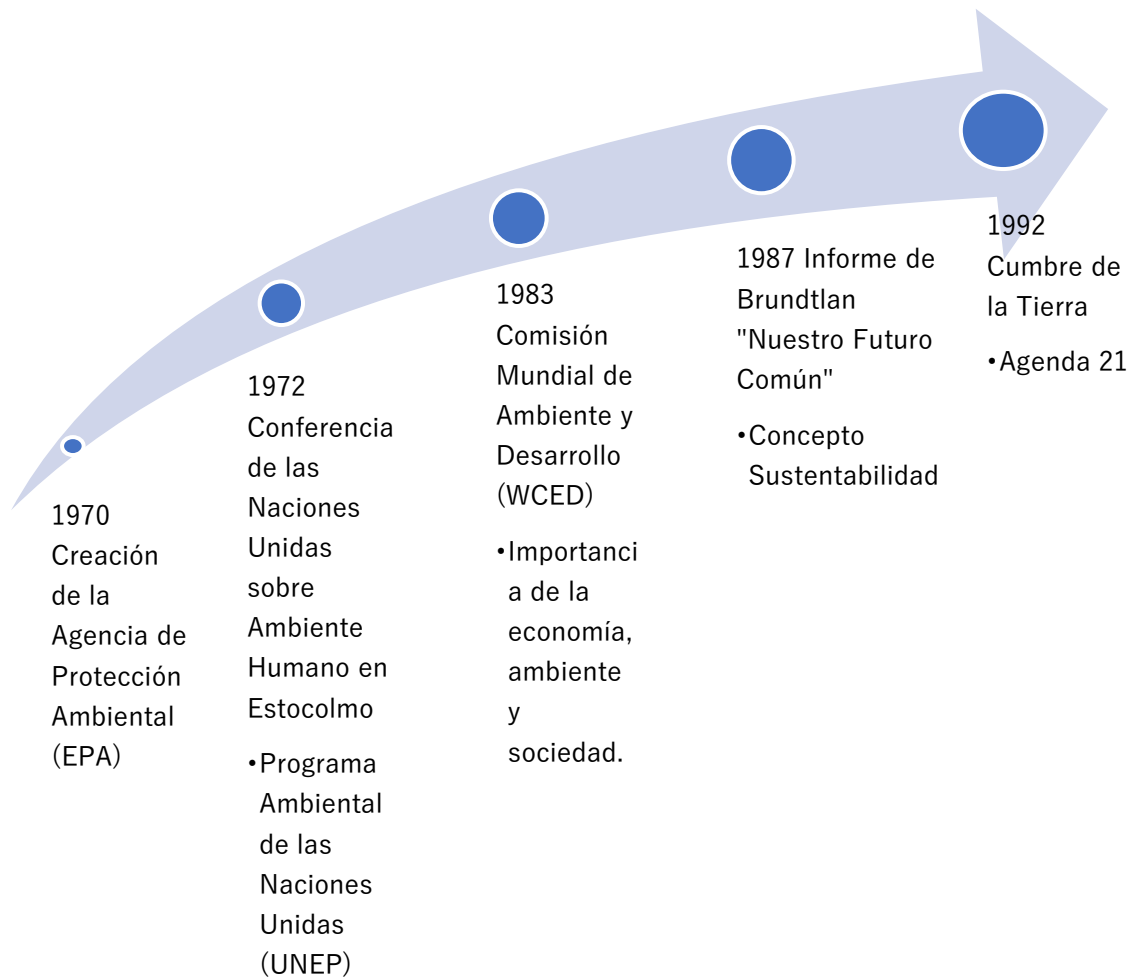 1970
Creación
de la
Agencia de
Protección
Ambiental
(EPA)
1972
Conferencia
de las
Naciones
Unidas
sobre
Ambiente
Humano en
Estocolmo
•Programa
Ambiental
de las
Naciones
Unidas
(UNEP)
1983
Comisión
Mundial de
Ambiente y
Desarrollo
(WCED)
•Importanci
a de la
economía,
ambiente
y
sociedad.
1987 Informe de
Brundtlan
"Nuestro Futuro
Común"
•Concepto
Sustentabilidad
1992
Cumbre de
la Tierra
•Agenda 21